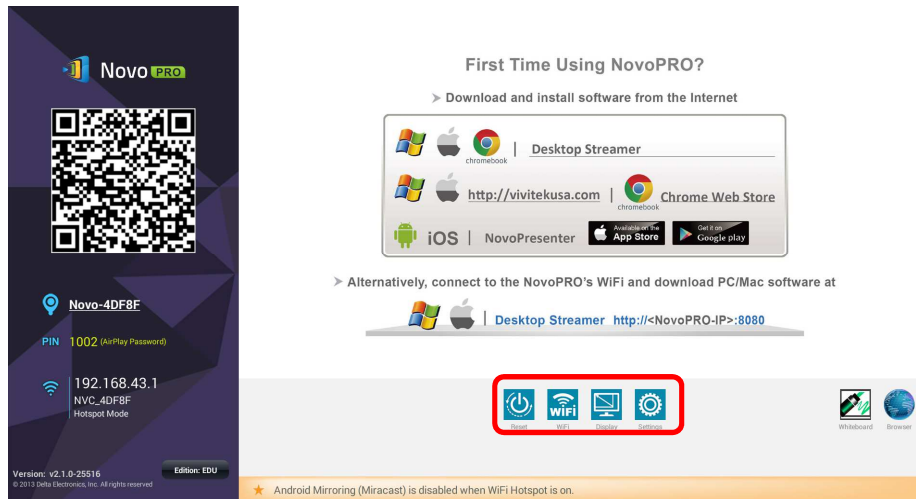 Novo PRO
Novo-4DF8F
PIN 1002 (AirPlay Password)
192.168.43.1
NVC_4DF8F
Hotspot Mode
Version: v2.1.0-25516
Edition: EDU
© 2013 Delta Electronics, Inc. All rights reserved
First Time Using NovoPRO?
➤ Download and install software from the Internet
chromebook | Desktop Streamer
http://vivitekusa.com | chromebook Chrome Web Store
iOS | NovoPresenter Available on the App Store Get it on Google play
➤ Alternatively, connect to the NovoPRO's WiFi and download PC/Mac software at
| Desktop Streamer http://<NovoPRO-IP>:8080
WiFi
Reset WiFi Display Settings
Whiteboard Browser
★ Android Mirroring (Miracast) is disabled when WiFi Hotspot is on.